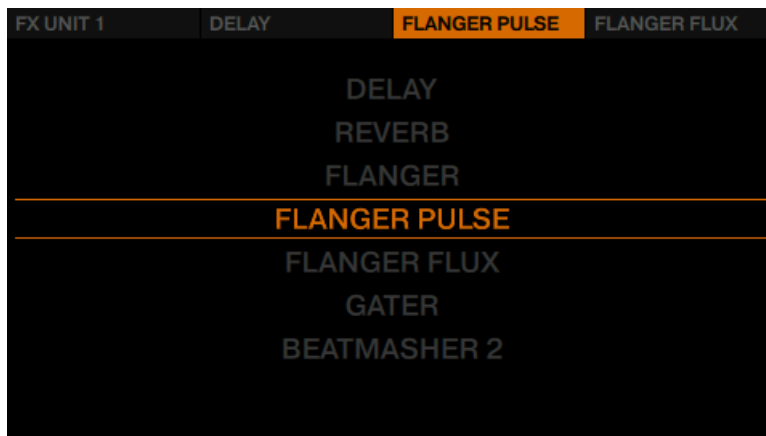 FX UNIT 1 DELAY FLANGER PULSE FLANGER FLUX
DELAY
REVERB
FLANGER
FLANGER PULSE
FLANGER FLUX
GATER
BEATMASHER 2